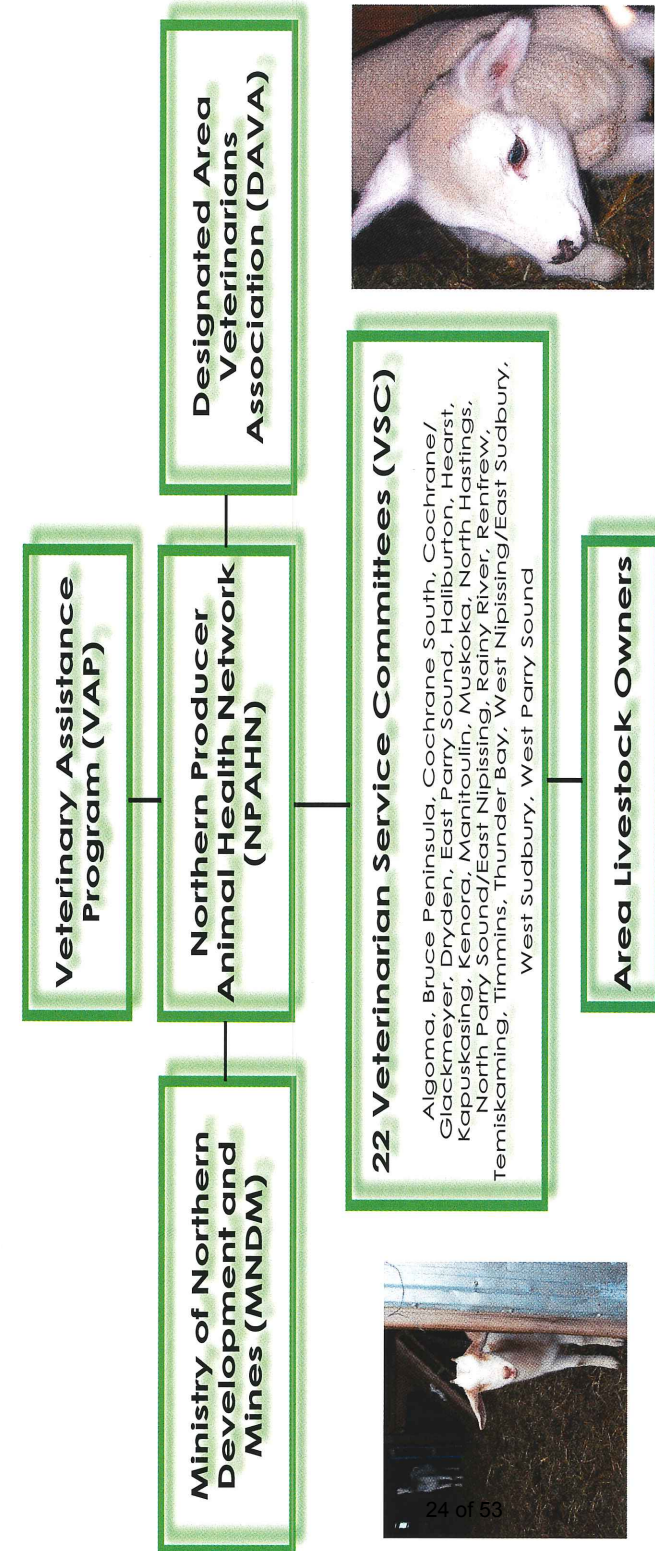 Veterinary Assistance
Program (VAP)
Ministry of Northern
Development and
Mines (MNDM)
Northern Producer
Animal Health Network
(NPAHN)
Designated Area
Veterinarians
Association (DAVA)
22 Veterinarian Service Committees (VSC)
Algoma, Bruce Peninsula, Cochrane South, Cochrane/
Glackmeyer, Dryden, East Parry Sound, Haliburton, Hearst,
Kapuskasing, Kenora, Manitoulin, Muskoka, North Hastings,
North Parry Sound/East Nipissing, Rainy River, Renfrew,
Temiskaming, Timmins, Thunder Bay, West Nipissing/East Sudbury,
West Sudbury, West Parry Sound
Area Livestock Owners
24 of 53